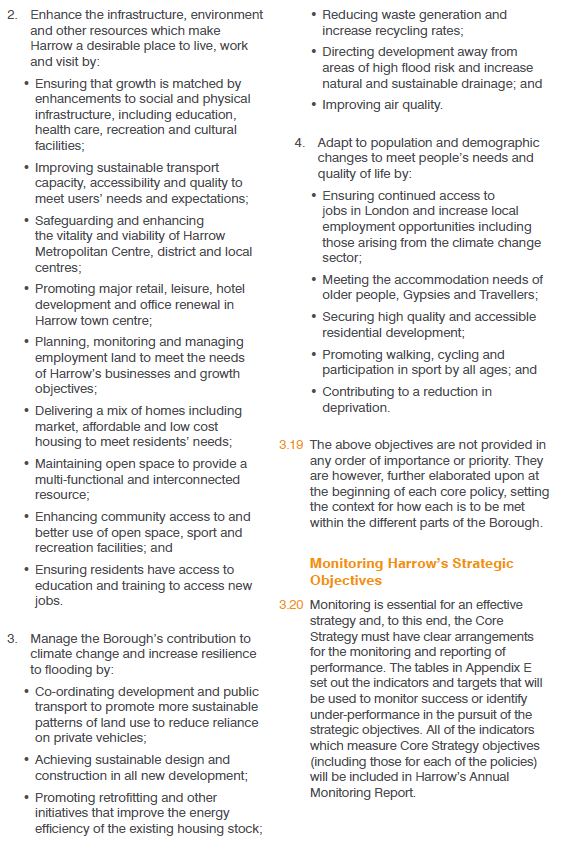 2. Enhance the infrastructure, environment
and other resources which make
Harrow a desirable place to live, work
and visit by:
• Ensuring that growth is matched by
enhancements to social and physical
infrastructure, including education,
health care, recreation and cultural
facilities;
• Improving sustainable transport
capacity, accessibility and quality to
meet users’ needs and expectations;
• Safeguarding and enhancing
the vitality and viability of Harrow
Metropolitan Centre, district and local
centres;
• Promoting major retail, leisure, hotel
development and office renewal in
Harrow town centre;
• Planning, monitoring and managing
employment land to meet the needs
of Harrow’s businesses and growth
objectives;
• Delivering a mix of homes including
market, affordable and low cost
housing to meet residents’ needs;
• Maintaining open space to provide a
multi-functional and interconnected
resource;
• Enhancing community access to and
better use of open space, sport and
recreation facilities; and
• Ensuring residents have access to
education and training to access new
jobs.
3. Manage the Borough’s contribution to
climate change and increase resilience
to flooding by:
• Co-ordinating development and public
transport to promote more sustainable
patterns of land use to reduce reliance
on private vehicles;
• Achieving sustainable design and
construction in all new development;
• Promoting retrofitting and other
initiatives that improve the energy
efficiency of the existing housing stock;
• Reducing waste generation and
increase recycling rates;
• Directing development away from
areas of high flood risk and increase
natural and sustainable drainage; and
• Improving air quality.
4. Adapt to population and demographic
changes to meet people’s needs and
quality of life by:
• Ensuring continued access to
jobs in London and increase local
employment opportunities including
those arising from the climate change
sector;
• Meeting the accommodation needs of
older people, Gypsies and Travellers;
• Securing high quality and accessible
residential development;
• Promoting walking, cycling and
participation in sport by all ages; and
• Contributing to a reduction in
deprivation.
3.19 The above objectives are not provided in
any order of importance or priority. They
are however, further elaborated upon at
the beginning of each core policy, setting
the context for how each is to be met
within the different parts of the Borough.
Monitoring Harrow’s Strategic
Objectives
3.20 Monitoring is essential for an effective
strategy and, to this end, the Core
Strategy must have clear arrangements
for the monitoring and reporting of
performance. The tables in Appendix E
set out the indicators and targets that will
be used to monitor success or identify
under-performance in the pursuit of the
strategic objectives. All of the indicators
which measure Core Strategy objectives
(including those for each of the policies)
will be included in Harrow’s Annual
Monitoring Report.